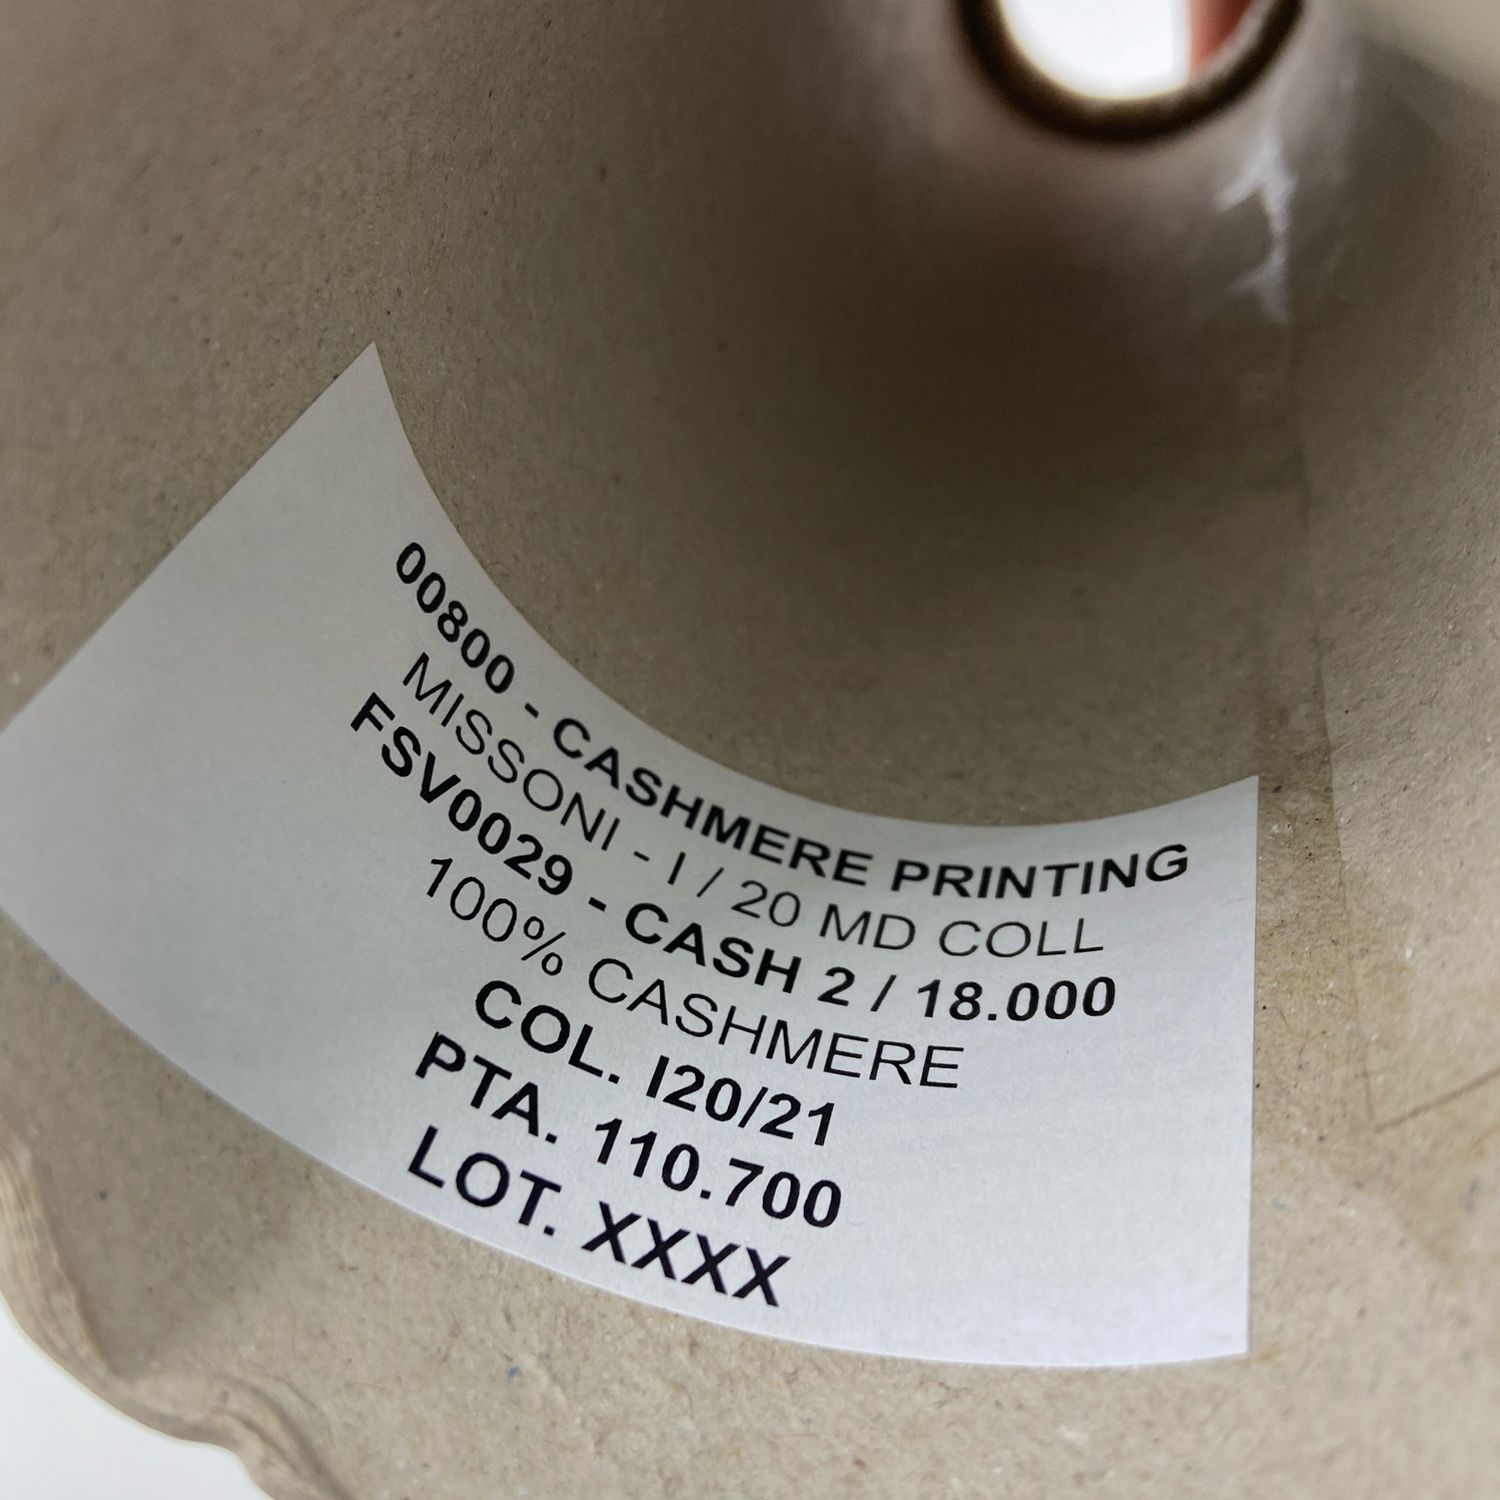 00800 - CASHMERE PRINTING
MISSONI - I / 20 MD COLL
FSV0029 - CASH 2 / 18.000
100% CASHMERE
COL. I20/21
PTA. 110.700
LOT. XXXX